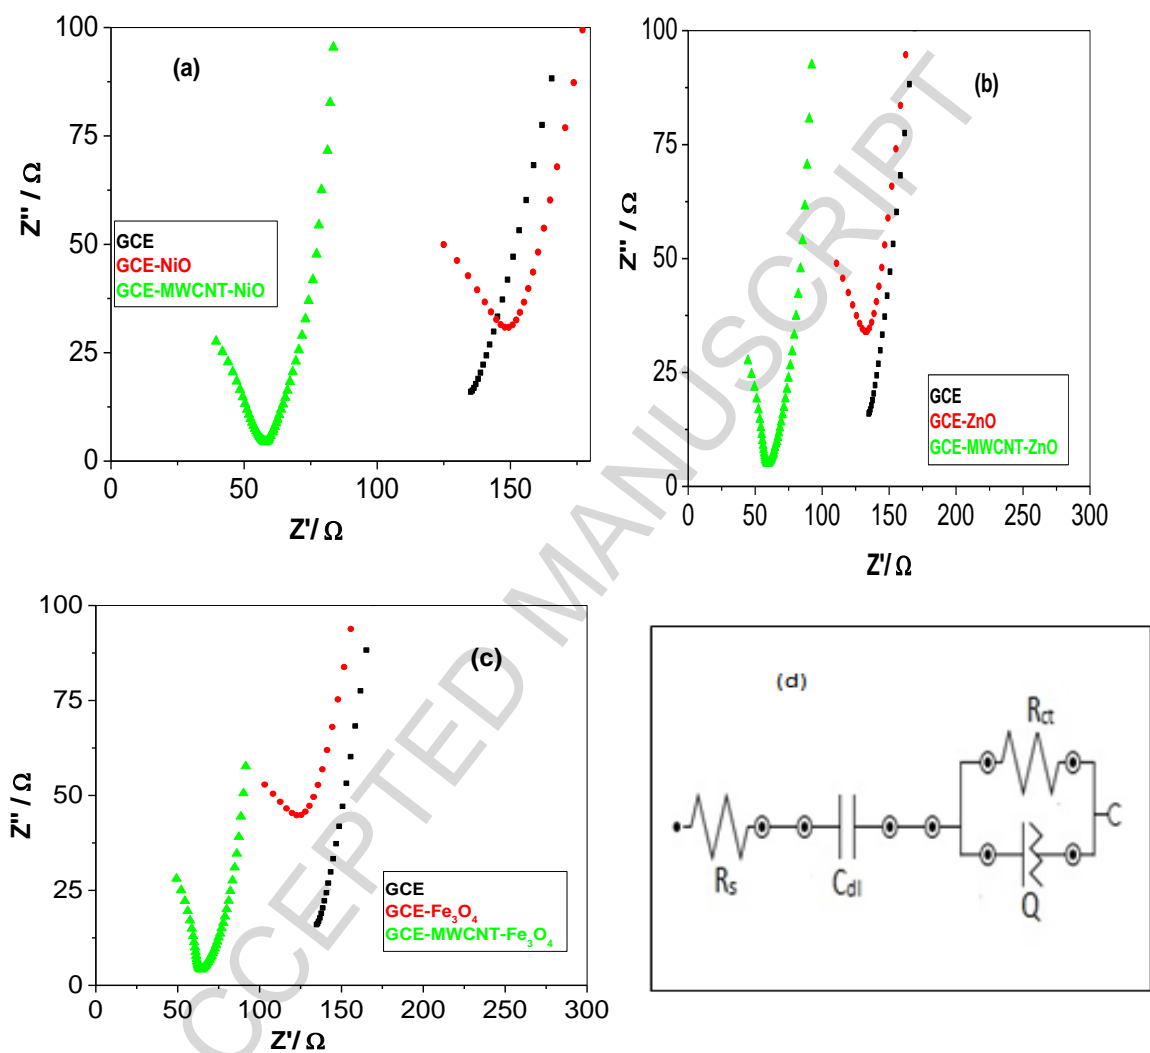 (a)
100
75
50
25
0
Z'' / Ω
GCE
GCE-NiO
GCE-MWCNT-NiO
0 50 100 150
Z'/ Ω
(b)
100
75
50
25
0
Z'' / Ω
GCE
GCE-ZnO
GCE-MWCNT-ZnO
0 50 100 150 200 250 300
Z'/ Ω
(c)
100
75
50
25
0
Z'' / Ω
GCE
GCE-Fe₃O₄
GCE-MWCNT-Fe₃O₄
0 50 100 150 200 250 300
Z'/ Ω
(d)
Rct
Rs
Cdl
Q
C
CCEPTED MANUSCRIPT